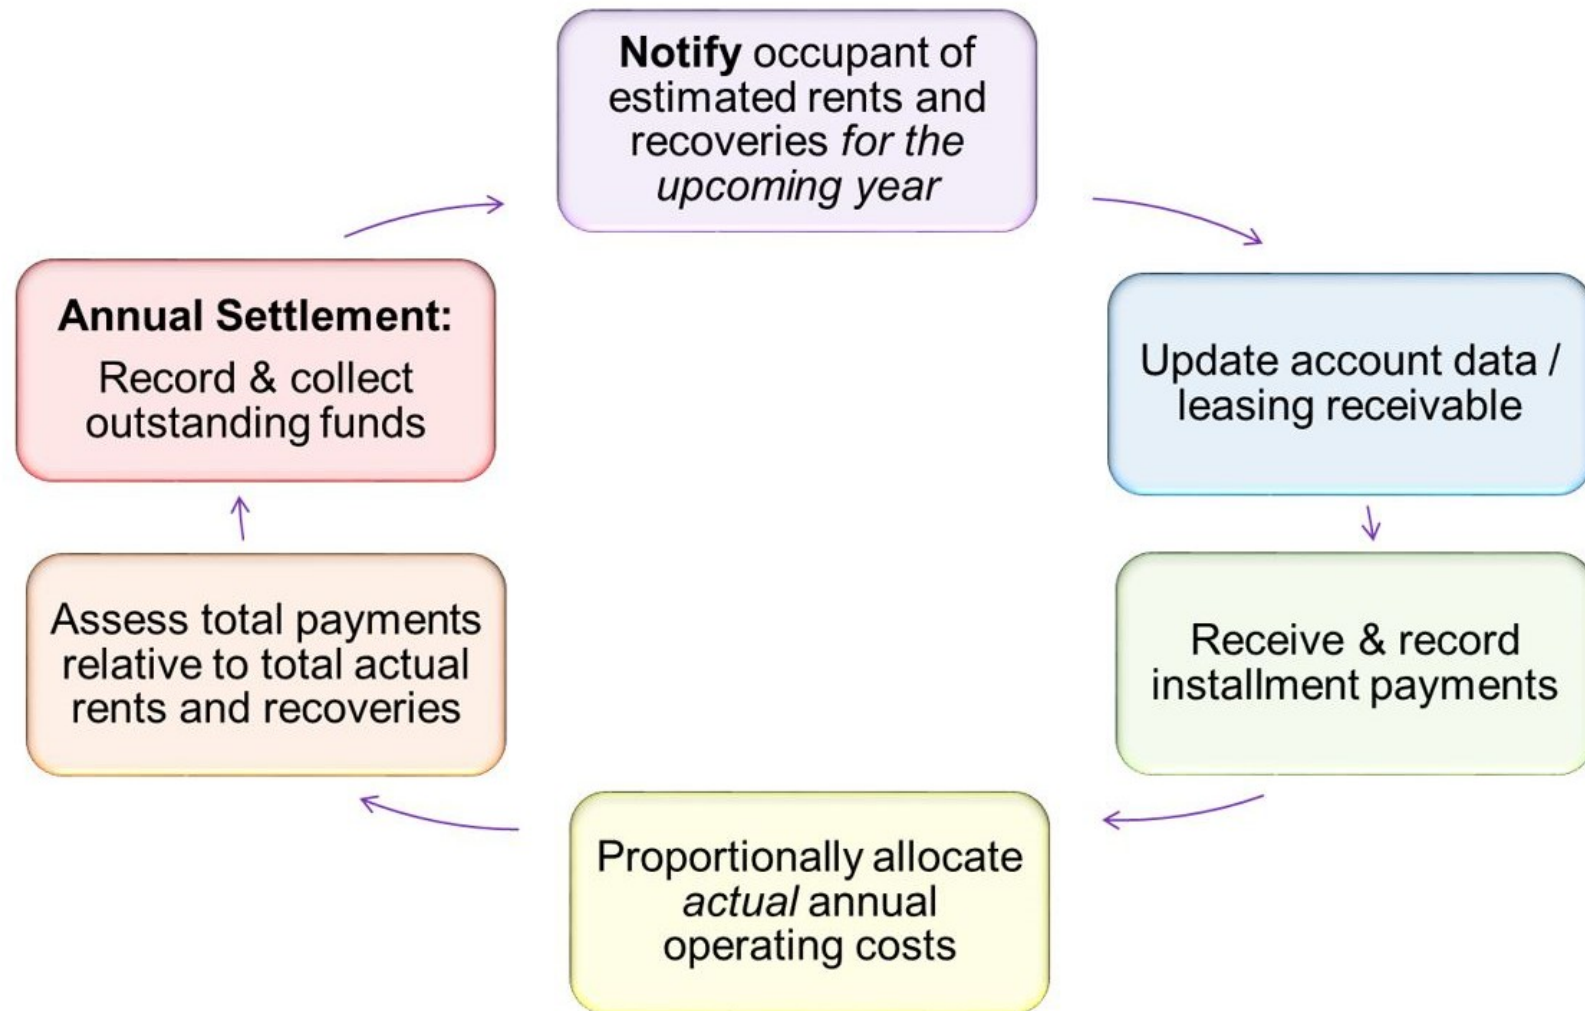 Notify occupant of
estimated rents and
recoveries for the
upcoming year
Update account data /
leasing receivable
Receive & record
installment payments
Proportionally allocate
actual annual
operating costs
Assess total payments
relative to total actual
rents and recoveries
Annual Settlement:
Record & collect
outstanding funds